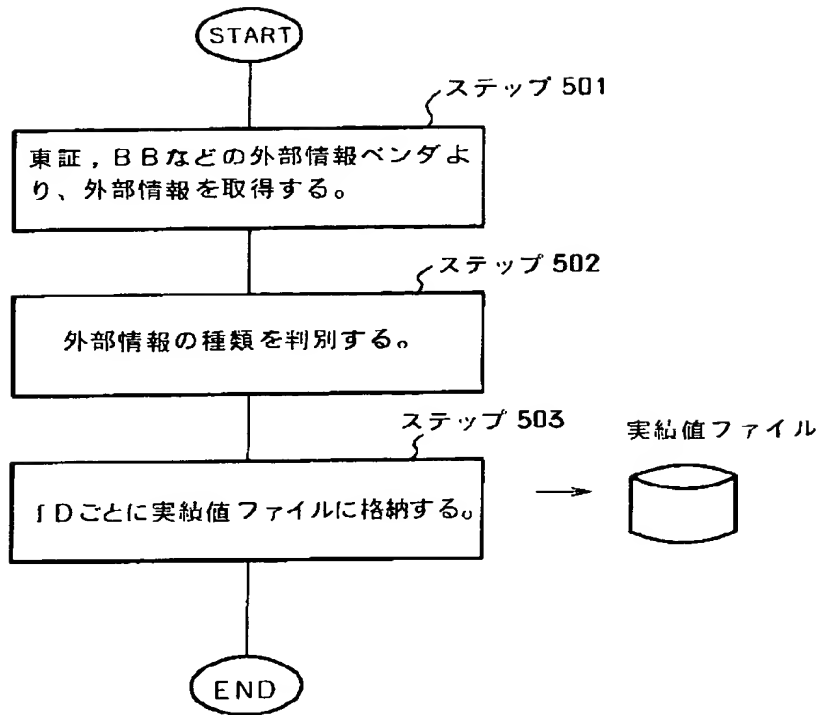 START
ステップ 501
東証,BBなどの外部情報ベンダよ
り、外部情報を取得する。
ステップ 502
外部情報の種類を判別する。
ステップ 503
実績値ファイル
IDごとに実績値ファイルに格納する。
END